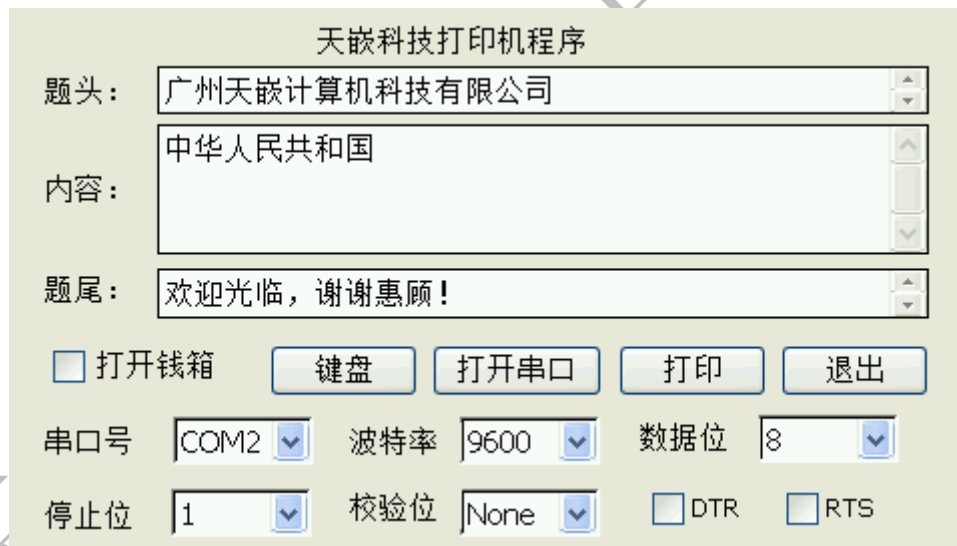 天嵌科技打印机程序
题头： 广州天嵌计算机科技有限公司
内容： 中华人民共和国
题尾： 欢迎光临，谢谢惠顾！
打开钱箱 键盘 打开串口 打印 退出
串口号 COM2 波特率 9600 数据位 8
停止位 1 校验位 None DTR RTS